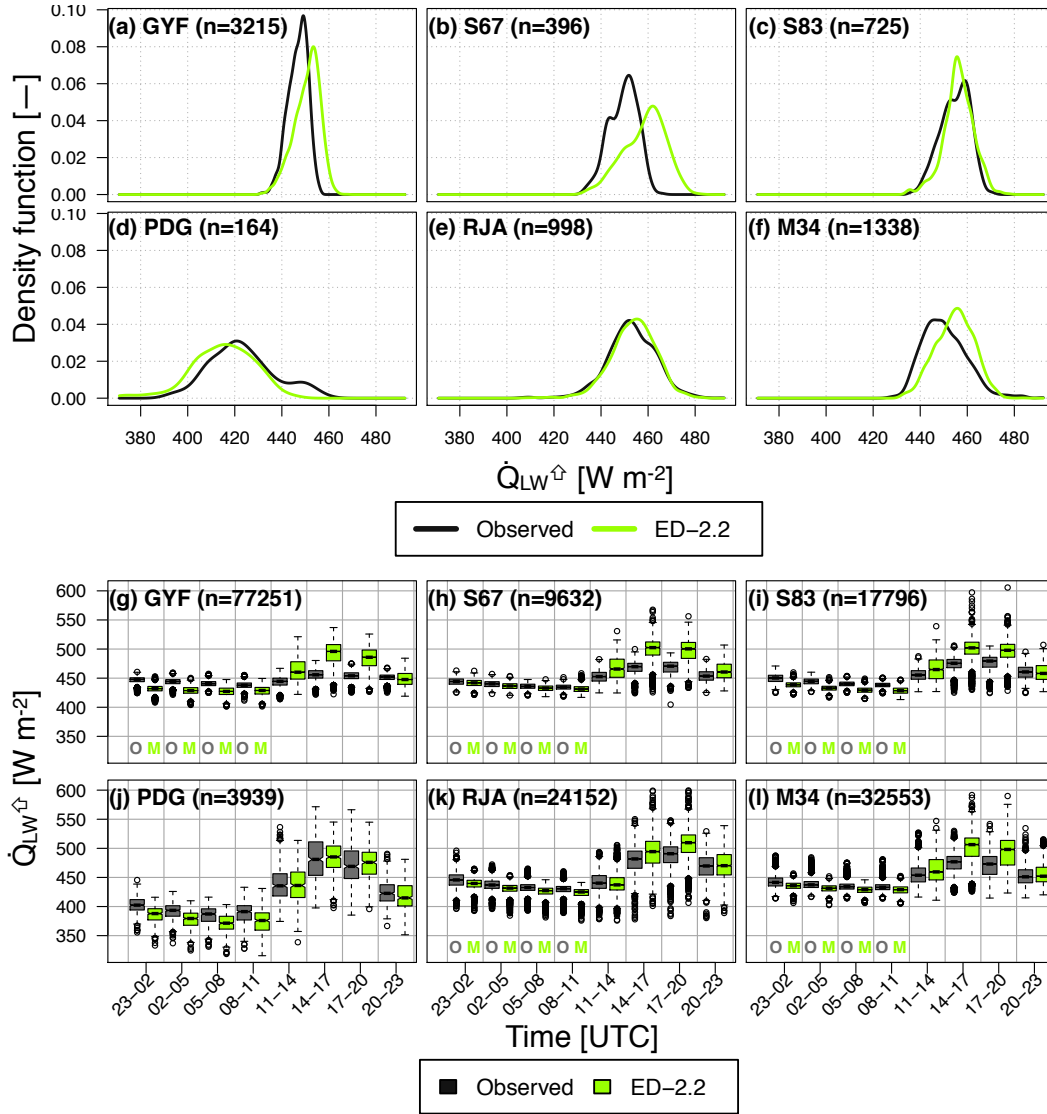 (a) GYF (n=3215)
(b) S67 (n=396)
(c) S83 (n=725)
0.10
0.08
0.06
0.04
0.02
0.00
(d) PDG (n=164)
(e) RJA (n=998)
(f) M34 (n=1338)
0.10
0.08
0.06
0.04
0.02
0.00
Density function [—]
380 400 420 440 460 480
380 400 420 440 460 480
380 400 420 440 460 480
Q̇LW⇧ [W m-2]
Observed ED−2.2
(g) GYF (n=77251)
(h) S67 (n=9632)
(i) S83 (n=17796)
600
550
500
450
400
350
O M O M O M O M
O M O M O M O M
O M O M O M O M
(j) PDG (n=3939)
(k) RJA (n=24152)
(l) M34 (n=32553)
600
550
500
450
400
350
O M O M O M O M
O M O M O M O M
Q̇LW⇧ [W m-2]
23−02 02−05 05−08 08−11 11−14 14−17 17−20 20−23
23−02 02−05 05−08 08−11 11−14 14−17 17−20 20−23
23−02 02−05 05−08 08−11 11−14 14−17 17−20 20−23
Time [UTC]
Observed ED−2.2